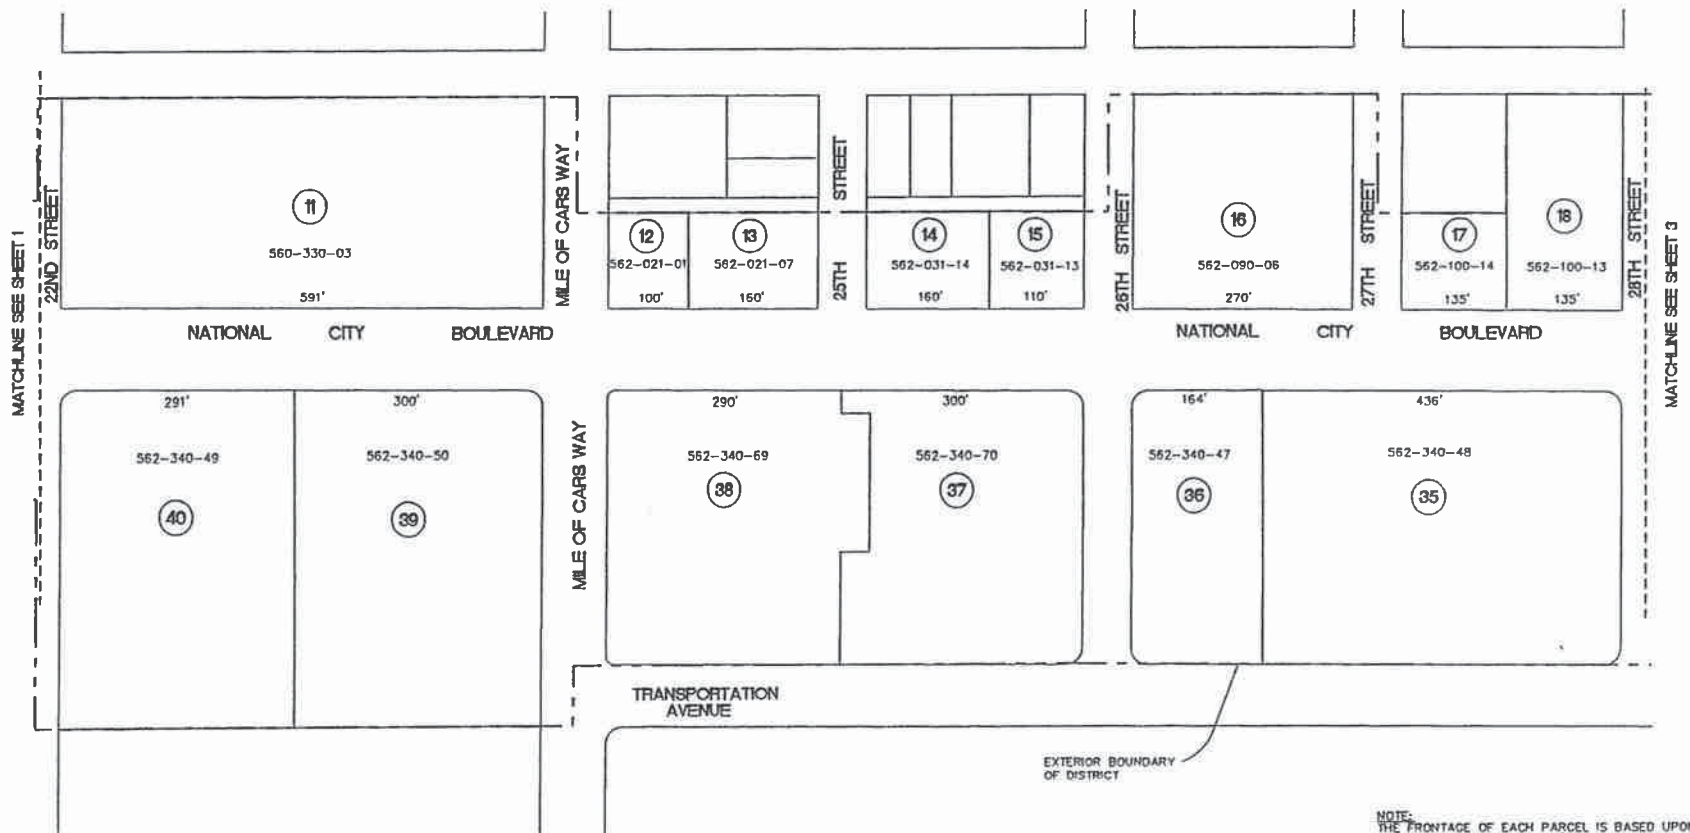 MATCHLINE SEE SHEET 1
22ND STREET
11
560-330-03
591'
MILE OF CARS WAY
12
562-021-01
100'
13
562-021-07
160'
25TH STREET
14
562-031-14
160'
15
562-031-13
110'
26TH STREET
16
562-090-06
270'
27TH STREET
17
562-100-14
135'
18
562-100-13
135'
28TH STREET
MATCHLINE SEE SHEET 3
NATIONAL CITY BOULEVARD
NATIONAL CITY BOULEVARD
291'
562-340-49
40
300'
562-340-50
39
MILE OF CARS WAY
290'
562-340-69
38
300'
562-340-70
37
164'
562-340-47
36
436'
562-340-48
35
TRANSPORTATION
AVENUE
EXTERIOR BOUNDARY
OF DISTRICT
NOTE:
THE FRONTAGE OF EACH PARCEL IS BASED UPON